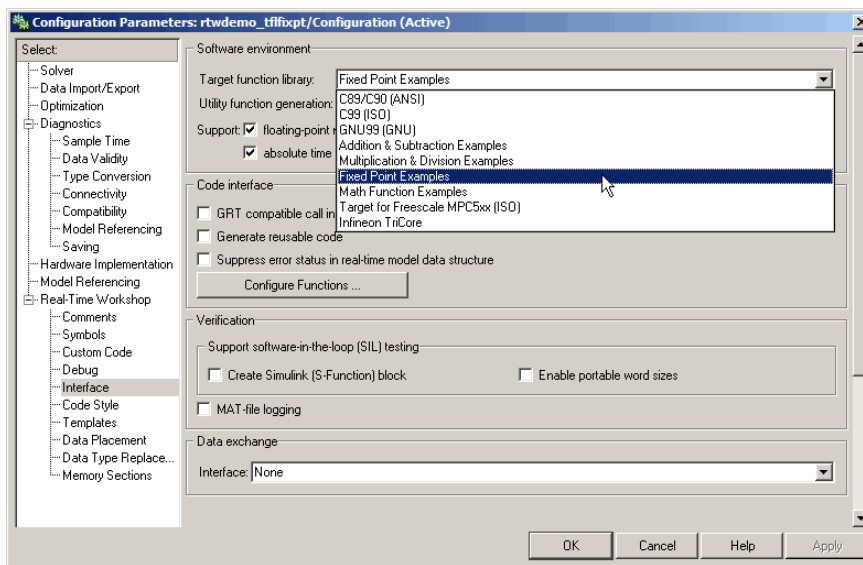 Configuration Parameters: rtwdemo_tflfixpt/Configuration (Active)
Select:
Solver
Data Import/Export
Optimization
Diagnostics
Sample Time
Data Validity
Type Conversion
Connectivity
Compatibility
Model Referencing
Saving
Hardware Implementation
Model Referencing
Real-Time Workshop
Comments
Symbols
Custom Code
Debug
Interface
Code Style
Templates
Data Placement
Data Type Replace...
Memory Sections
Software environment
Target function library: Fixed Point Examples
C89/C90 (ANSI)
C99 (ISO)
GNU99 (GNU)
Addition & Subtraction Examples
Multiplication & Division Examples
Fixed Point Examples
Math Function Examples
Target for Freescale MPC5xx (ISO)
Infineon TriCore
Utility function generation:
Support: floating-point
absolute time
Code interface
GRT compatible call in
Generate reusable code
Suppress error status in real-time model data structure
Configure Functions ...
Verification
Support software-in-the-loop (SIL) testing
Create Simulink (S-Function) block Enable portable word sizes
MAT-file logging
Data exchange
Interface: None
OK Cancel Help Apply